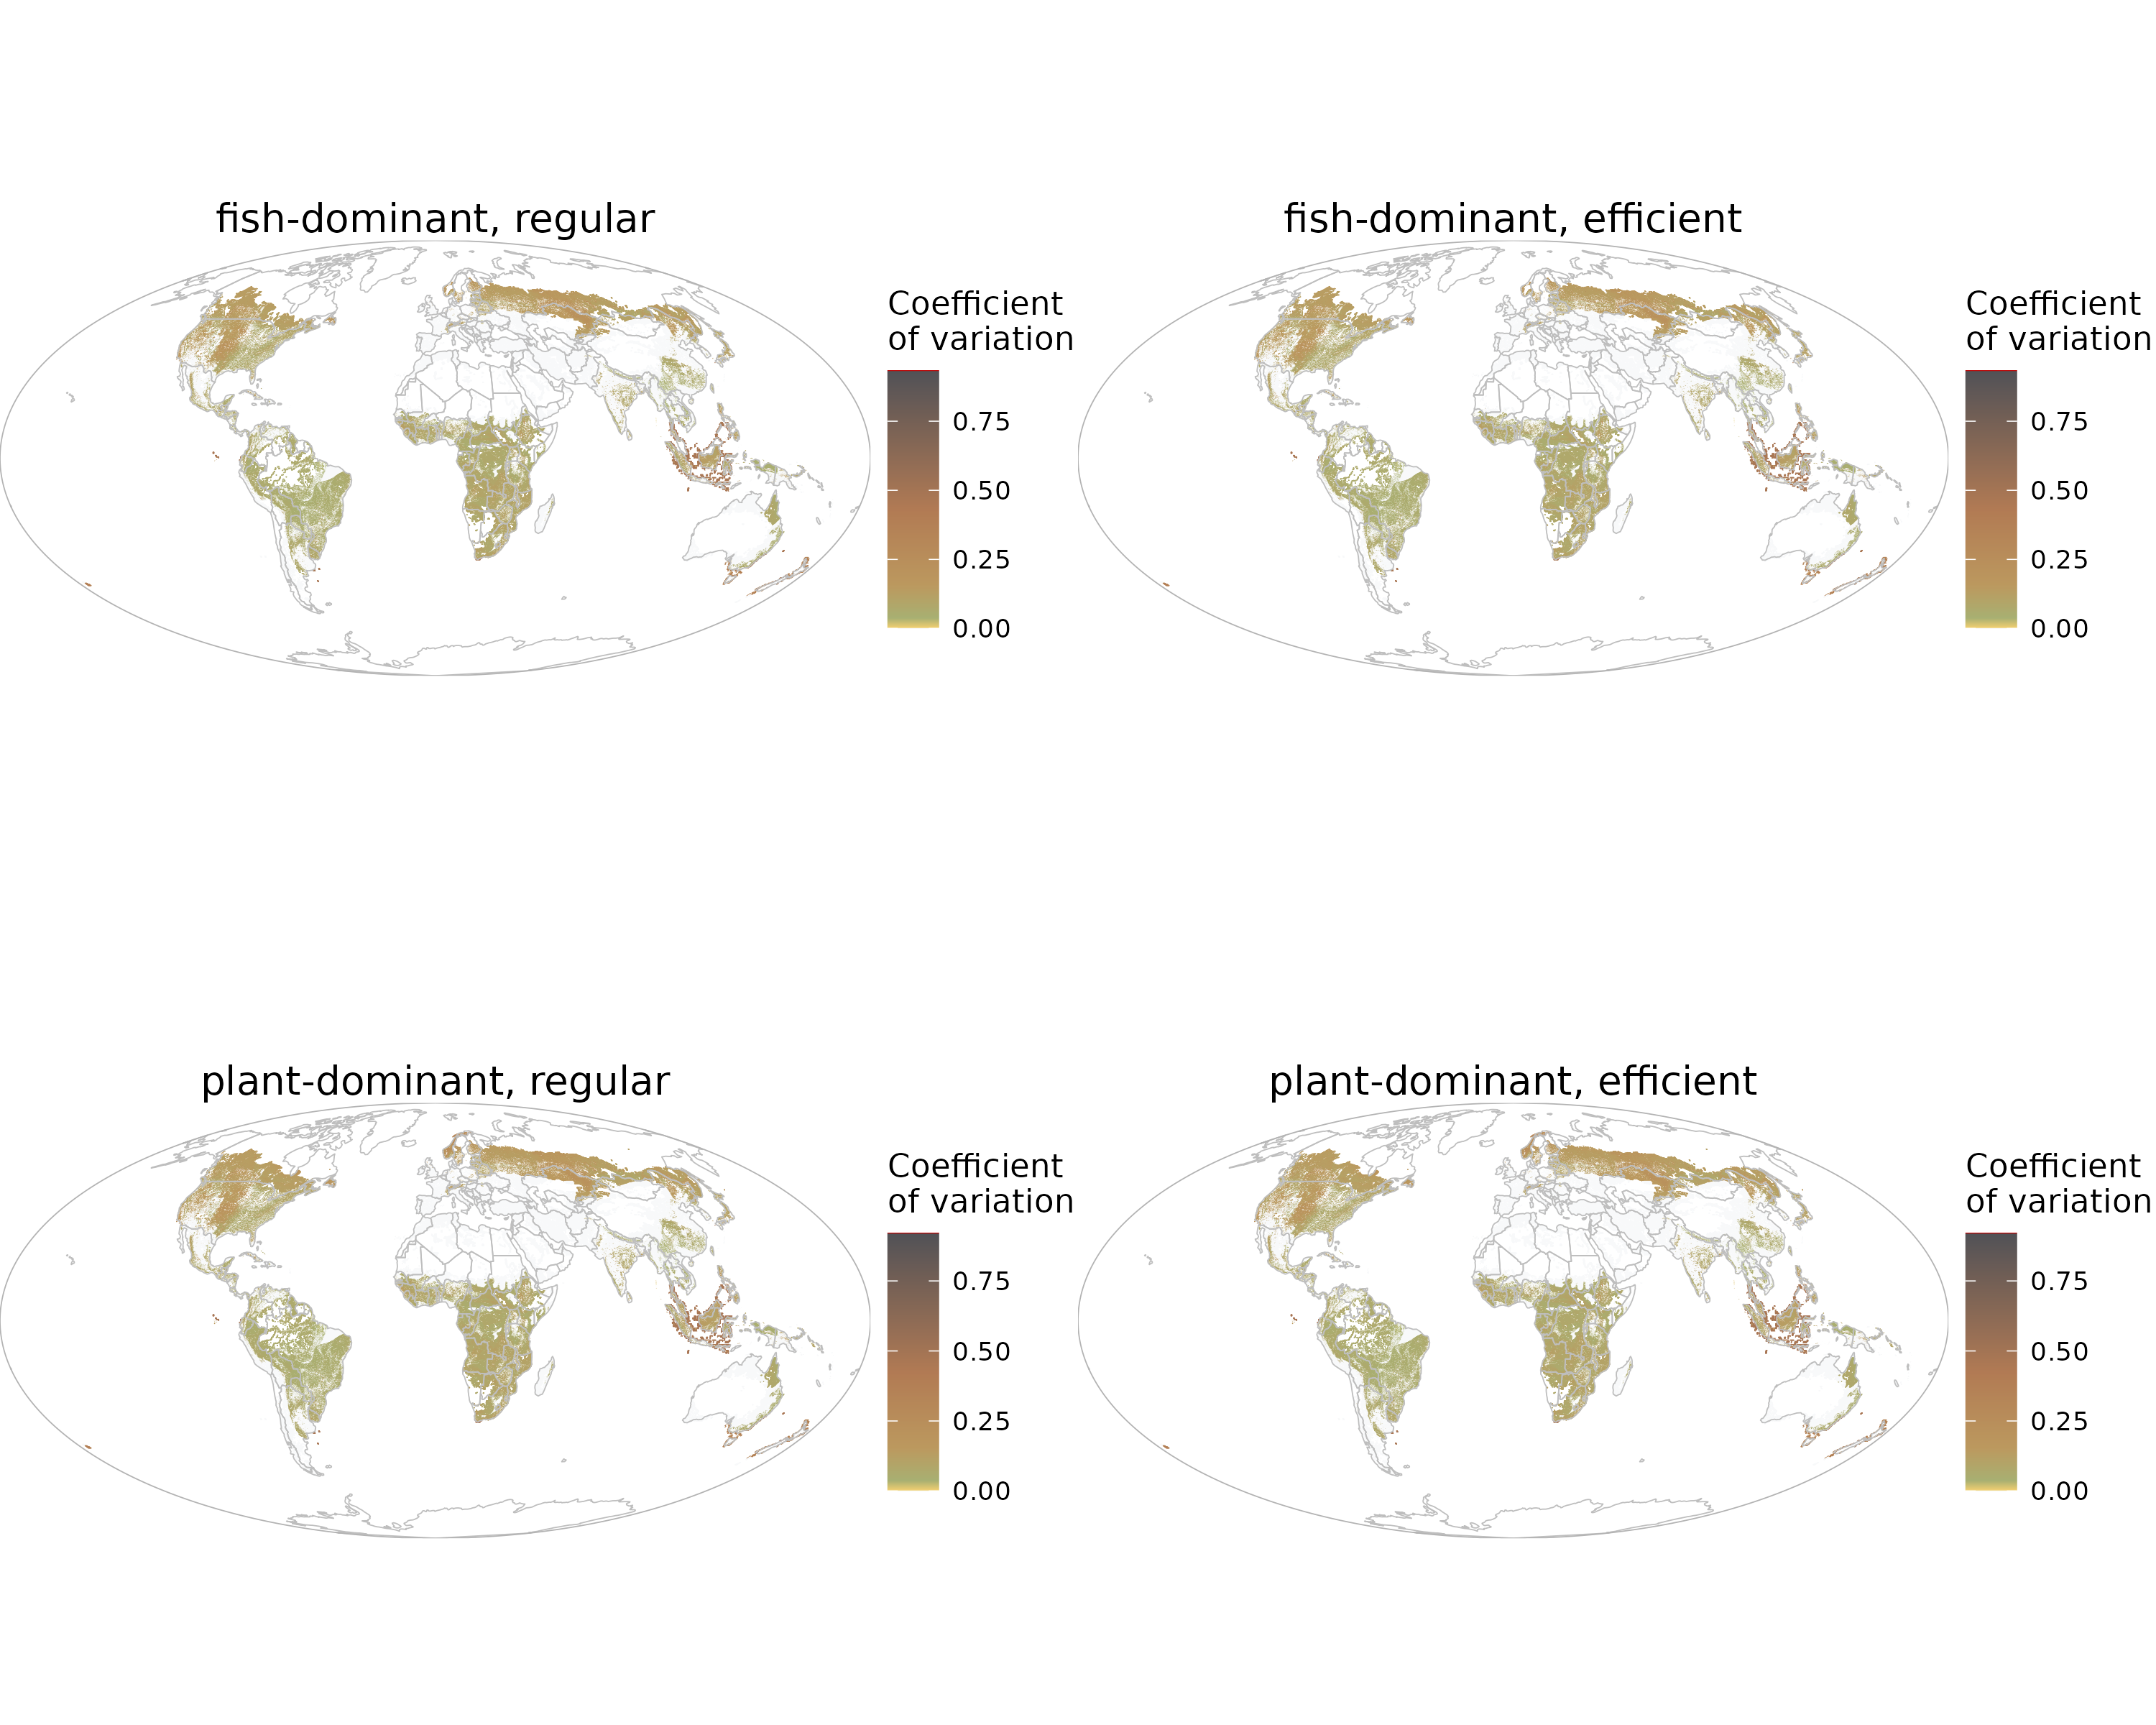 fish-dominant, regular
Coefficient
of variation
0.75
0.50
0.25
0.00
fish-dominant, efficient
Coefficient
of variation
0.75
0.50
0.25
0.00
plant-dominant, regular
Coefficient
of variation
0.75
0.50
0.25
0.00
plant-dominant, efficient
Coefficient
of variation
0.75
0.50
0.25
0.00